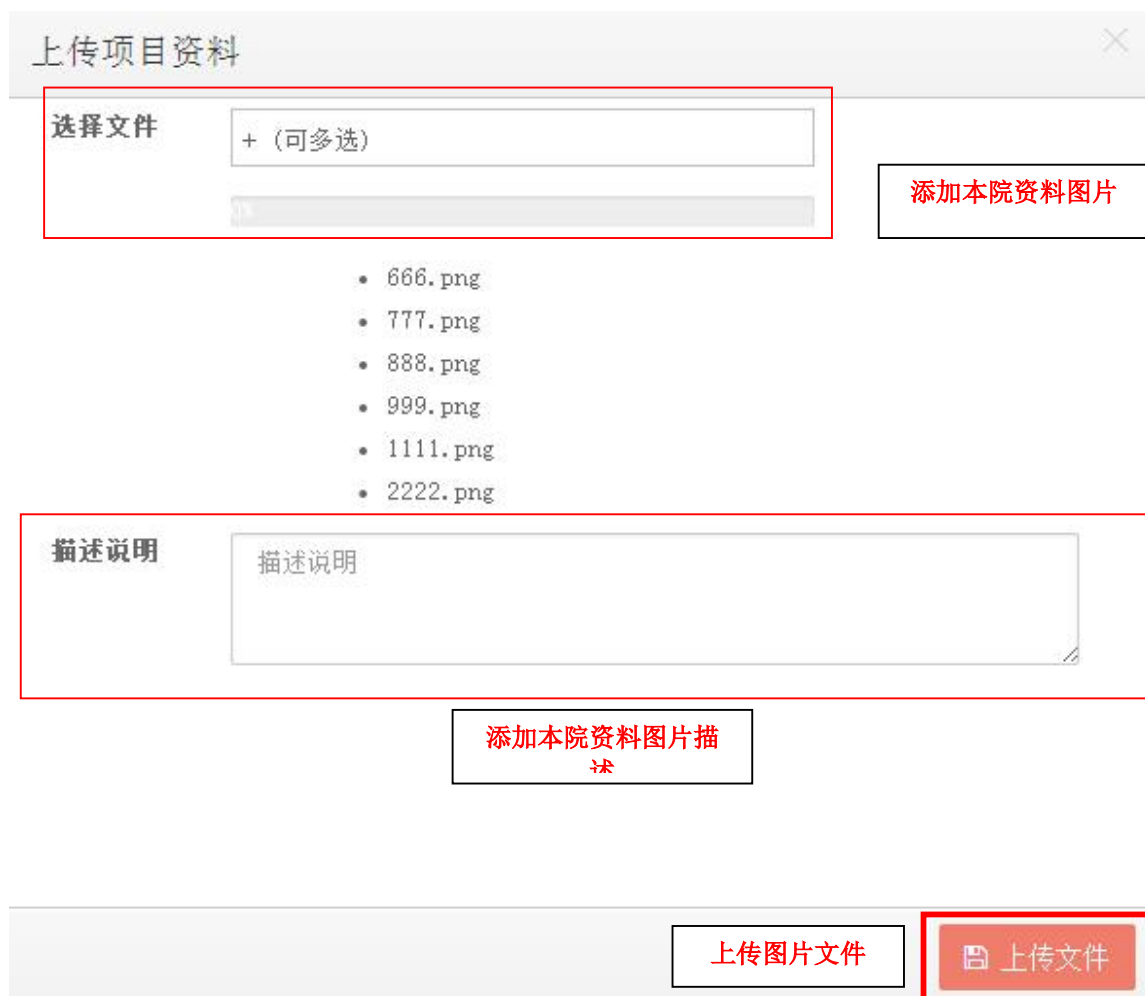 上传项目资料
选择文件
+ (可多选)
添加本院资料图片
0%
666.png
777.png
888.png
999.png
1111.png
2222.png
描述说明
描述说明
添加本院资料图片描
述
上传图片文件
上传文件